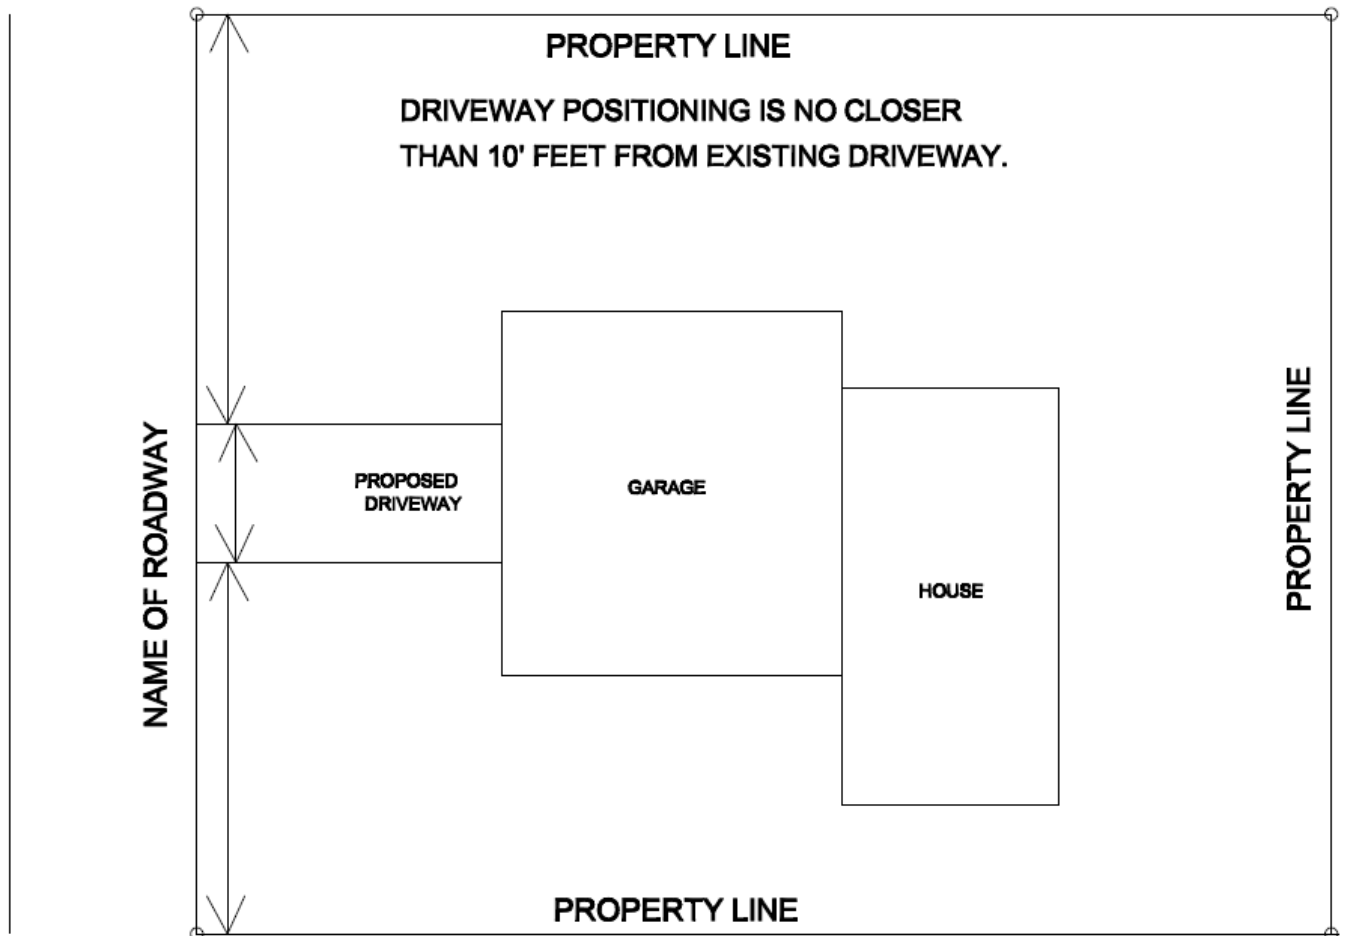 PROPERTY LINE
DRIVEWAY POSITIONING IS NO CLOSER
THAN 10' FEET FROM EXISTING DRIVEWAY.
NAME OF ROADWAY
PROPOSED
DRIVEWAY
GARAGE
HOUSE
PROPERTY LINE
PROPERTY LINE